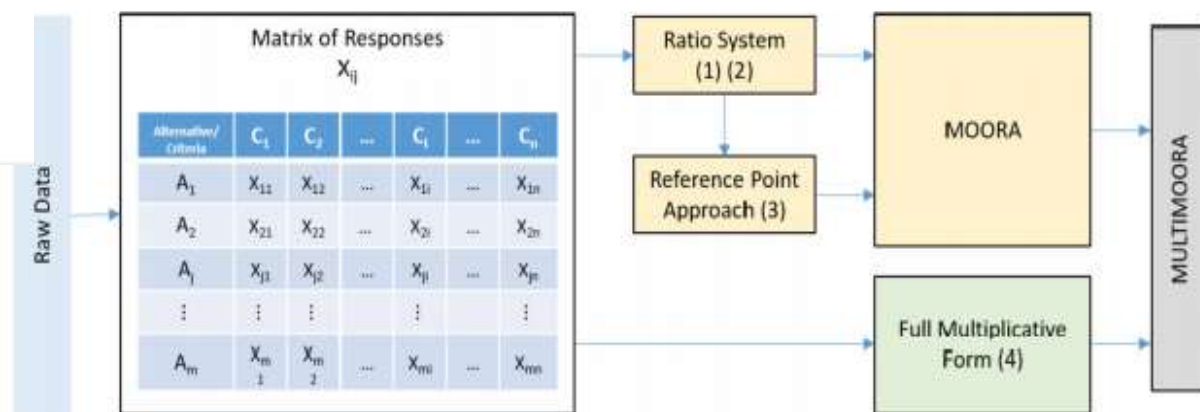 Raw Data
Matrix of Responses
Xij
Alternative/
Criteria
C1 C2 ... Ci ... Cn
A1 X11 X12 ... X1i ... X1n
A2 X21 X22 ... X2i ... X2n
Aj Xj1 Xj2 ... Xji ... Xjn
⋮ ⋮ ⋮ ⋮ ⋮
Am Xm1 Xm2 ... Xmi ... Xmn
Ratio System
(1) (2)
Reference Point
Approach (3)
MOORA
Full Multiplicative
Form (4)
MULTIMOORA